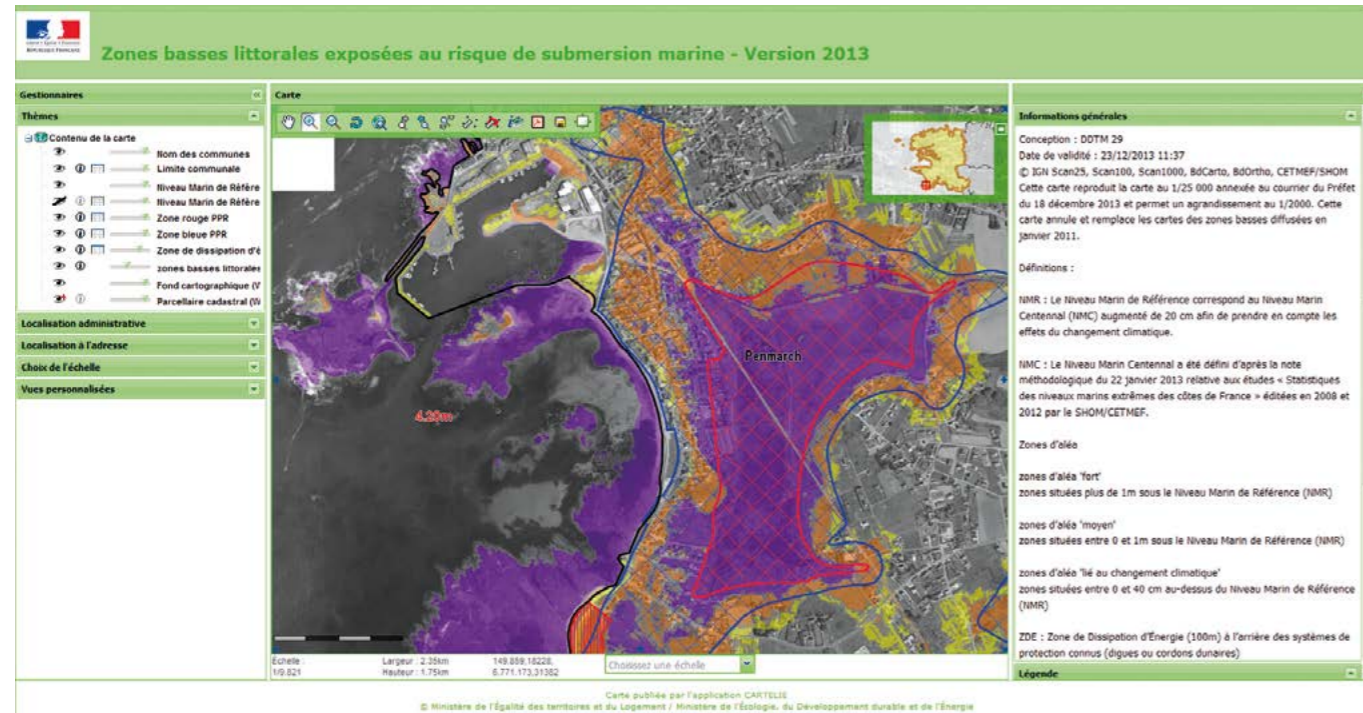 Liberté • Égalité • Fraternité
RÉPUBLIQUE FRANÇAISE
Zones basses littorales exposées au risque de submersion marine - Version 2013
Gestionnaires
Thèmes
Contenu de la carte
Nom des communes
Limite communale
Niveau Marin de Réfère
Niveau Marin de Réfère
Zone rouge PPR
Zone bleue PPR
Zone de dissipation d'é
zones basses littorales
Fond cartographique (V
Parcellaire cadastral (W
Localisation administrative
Localisation à l'adresse
Choix de l'échelle
Vues personnalisées
Carte
Penmarch
4.20m
Échelle :
1/9.821
Largeur : 2.35km
Hauteur : 1.75km
149.859,18228,
6.771.173,31382
Choisissez une échelle
Informations générales
Conception : DDTM 29
Date de validité : 23/12/2013 11:37
© IGN Scan25, Scan100, Scan1000, BdCarto, BdOrtho, CETMEF/SHOM
Cette carte reproduit la carte au 1/25 000 annexée au courrier du Préfet
du 18 décembre 2013 et permet un agrandissement au 1/2000. Cette
carte annule et remplace les cartes des zones basses diffusées en
janvier 2011.
Définitions :
NMR : Le Niveau Marin de Référence correspond au Niveau Marin
Centennal (NMC) augmenté de 20 cm afin de prendre en compte les
effets du changement climatique.
NMC : Le Niveau Marin Centennal a été défini d'après la note
méthodologique du 22 janvier 2013 relative aux études « Statistiques
des niveaux marins extrêmes des côtes de France » éditées en 2008 et
2012 par le SHOM/CETMEF.
Zones d'aléa
zones d'aléa 'fort'
zones situées plus de 1m sous le Niveau Marin de Référence (NMR)
zones d'aléa 'moyen'
zones situées entre 0 et 1m sous le Niveau Marin de Référence (NMR)
zones d'aléa 'lié au changement climatique'
zones situées entre 0 et 40 cm au-dessus du Niveau Marin de Référence
(NMR)
ZDE : Zone de Dissipation d'Énergie (100m) à l'arrière des systèmes de
protection connus (digues ou cordons dunaires)
Légende
Carte publiée par l'application CARTELIE
© Ministère de l'Égalité des territoires et du Logement / Ministère de l'Écologie, du Développement durable et de l'Énergie